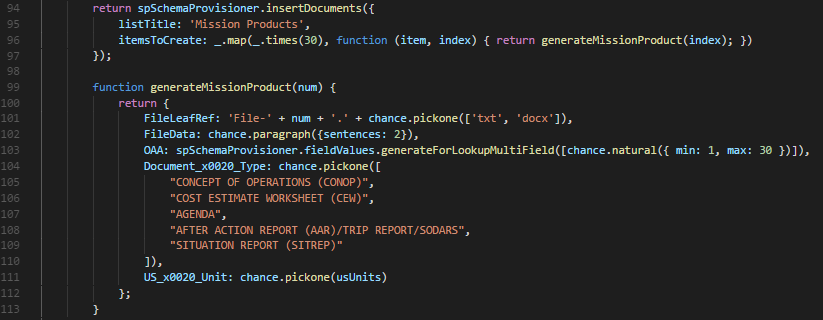 94 return spSchemaProvisioner.insertDocuments({
95 listTitle: 'Mission Products',
96 itemsToCreate: _.map(_.times(30), function (item, index) { return generateMissionProduct(index); })
97 });
98
99 function generateMissionProduct(num) {
100 return {
101 FileLeafRef: 'File-' + num + '.' + chance.pickone(['txt', 'docx']),
102 FileData: chance.paragraph({sentences: 2}),
103 OAA: spSchemaProvisioner.fieldValues.generateForLookupMultiField([chance.natural({ min: 1, max: 30 })]),
104 Document_x0020_Type: chance.pickone([
105 "CONCEPT OF OPERATIONS (CONOP)",
106 "COST ESTIMATE WORKSHEET (CEW)",
107 "AGENDA",
108 "AFTER ACTION REPORT (AAR)/TRIP REPORT/SODARS",
109 "SITUATION REPORT (SITREP)"
110 ]),
111 US_x0020_Unit: chance.pickone(usUnits)
112 };
113 }